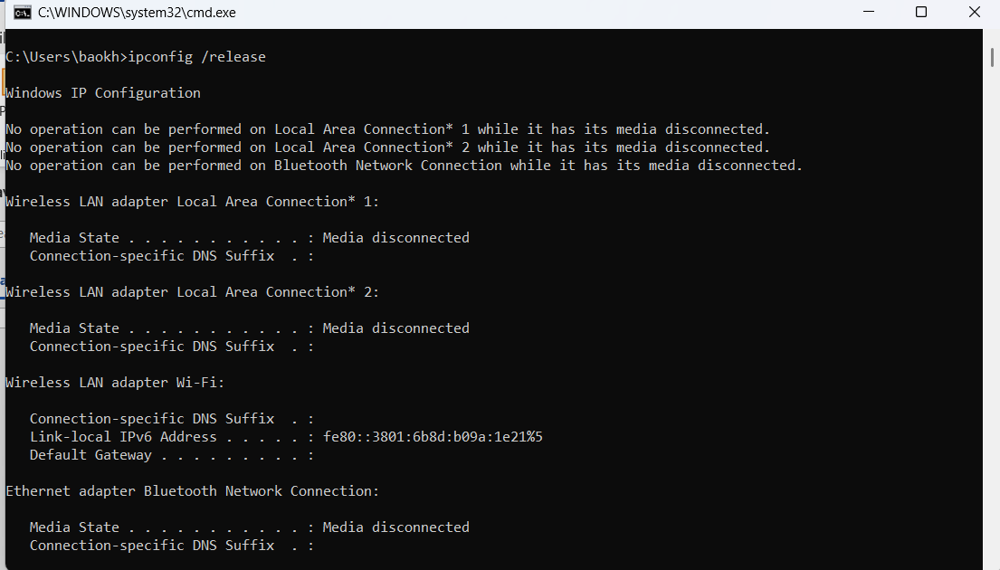 C:\WINDOWS\system32\cmd.exe
C:\Users\baokh>ipconfig /release
Windows IP Configuration
No operation can be performed on Local Area Connection* 1 while it has its media disconnected.
No operation can be performed on Local Area Connection* 2 while it has its media disconnected.
No operation can be performed on Bluetooth Network Connection while it has its media disconnected.
Wireless LAN adapter Local Area Connection* 1:
Media State . . . . . . . . . . . : Media disconnected
Connection-specific DNS Suffix  . :
Wireless LAN adapter Local Area Connection* 2:
Media State . . . . . . . . . . . : Media disconnected
Connection-specific DNS Suffix  . :
Wireless LAN adapter Wi-Fi:
Connection-specific DNS Suffix  . :
Link-local IPv6 Address . . . . . : fe80::3801:6b8d:b09a:1e21%5
Default Gateway . . . . . . . . . :
Ethernet adapter Bluetooth Network Connection:
Media State . . . . . . . . . . . : Media disconnected
Connection-specific DNS Suffix  . :